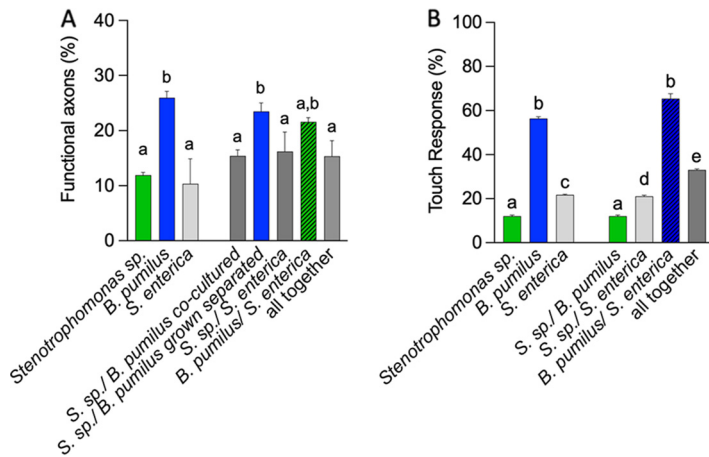 A
Functional axons (%)
40
30
20
10
0
a
b
a
a
b
a
a,b
a
Stenotrophomonas sp.
B. pumilus
S. enterica
S. sp./ B. pumilus co-cultured
S. sp./ B. pumilus grown separated
S. sp./ S. enterica
B. pumilus/ S. enterica
all together
B
Touch Response (%)
100
80
60
40
20
0
a
b
c
a
d
b
e
Stenotrophomonas sp.
B. pumilus
S. enterica
S. sp./ B. pumilus
S. sp./ S. enterica
B. pumilus/ S. enterica
all together